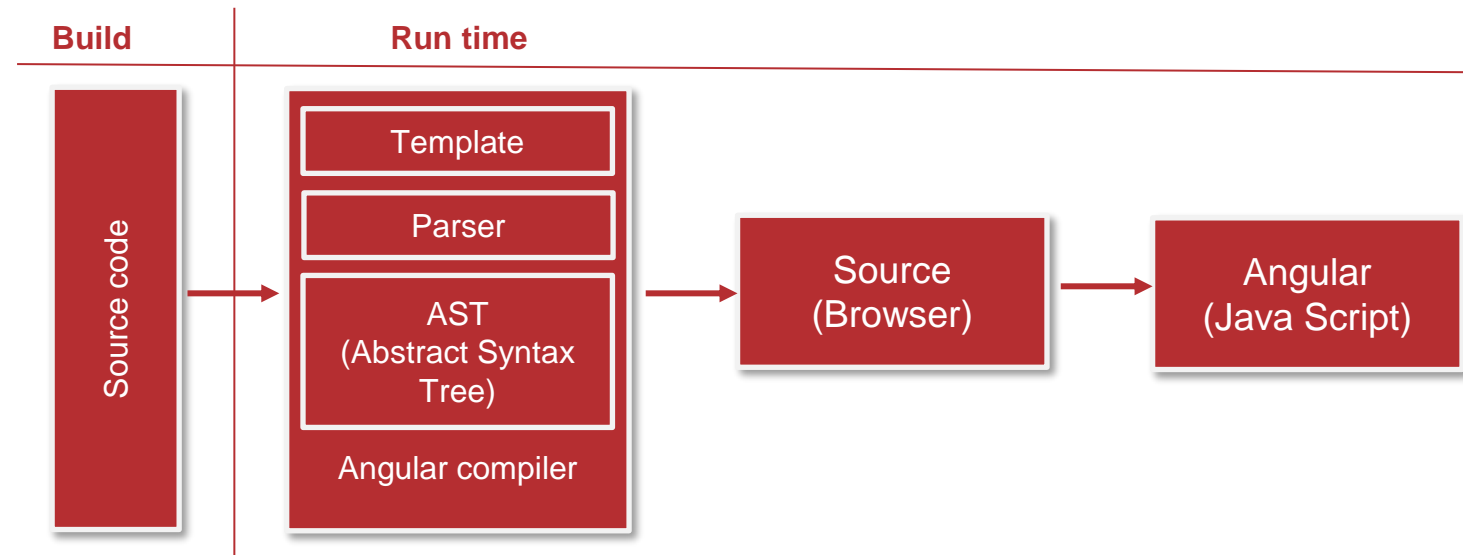 Build
Run time
Source code
Template
Parser
AST
(Abstract Syntax
Tree)
Angular compiler
Source
(Browser)
Angular
(Java Script)